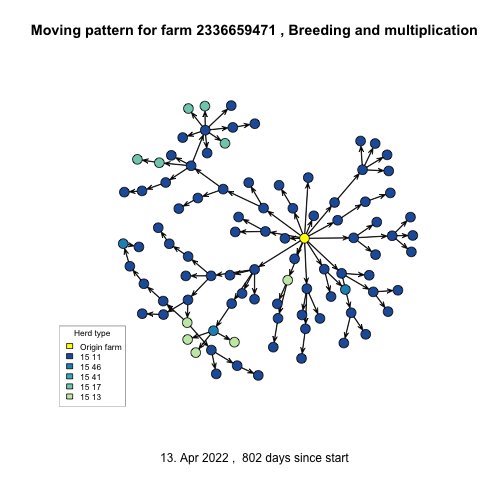 Moving pattern for farm 2336659471 , Breeding and multiplication
Herd type
Origin farm
15 11
15 46
15 41
15 17
15 13
13. Apr 2022 , 802 days since start